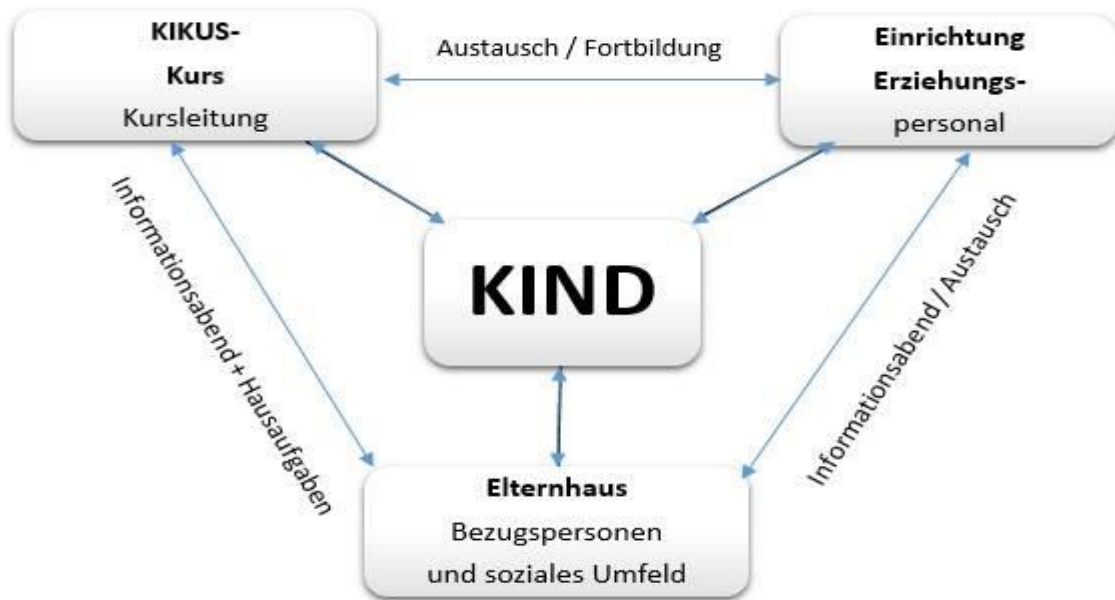 KIKUS-
Kurs
Kursleitung
Austausch / Fortbildung
Einrichtung
Erziehungs-
personal
Informationsabend + Hausaufgaben
KIND
Informationsabend / Austausch
Elternhaus
Bezugspersonen
und soziales Umfeld